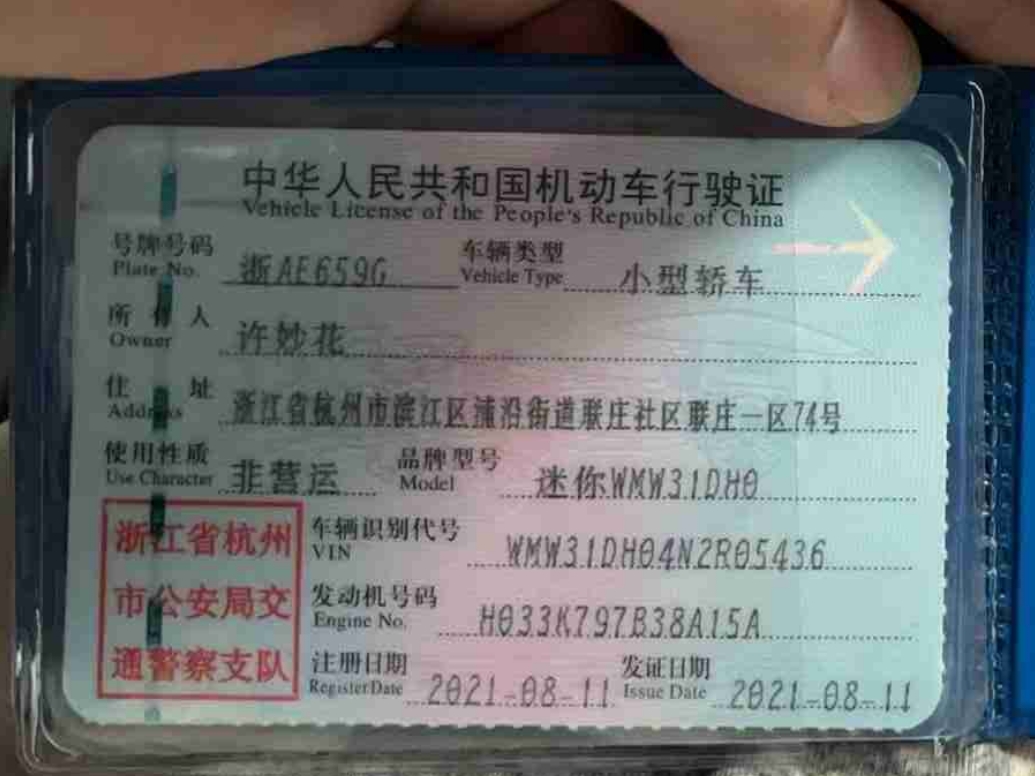 中华人民共和国机动车行驶证
Vehicle License of the People's Republic of China
号牌号码 浙AE659G 车辆类型 小型轿车
Plate No. Vehicle Type
所有人 许妙花
Owner
住址 浙江省杭州市滨江区浦沿街道联庄社区联庄一区74号
Address
使用性质 非营运 品牌型号 迷你WMW31DH0
Use Character Model
浙江省杭州
市公安局交
通警察支队
车辆识别代号 WMW31DH04N2R05436
VIN
发动机号码 H033K797B38A15A
Engine No.
注册日期 2021-08-11 发证日期 2021-08-11
Register Date Issue Date